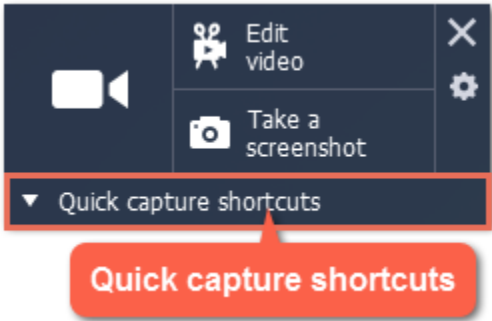 Edit
video
Take a
screenshot
Quick capture shortcuts
Quick capture shortcuts